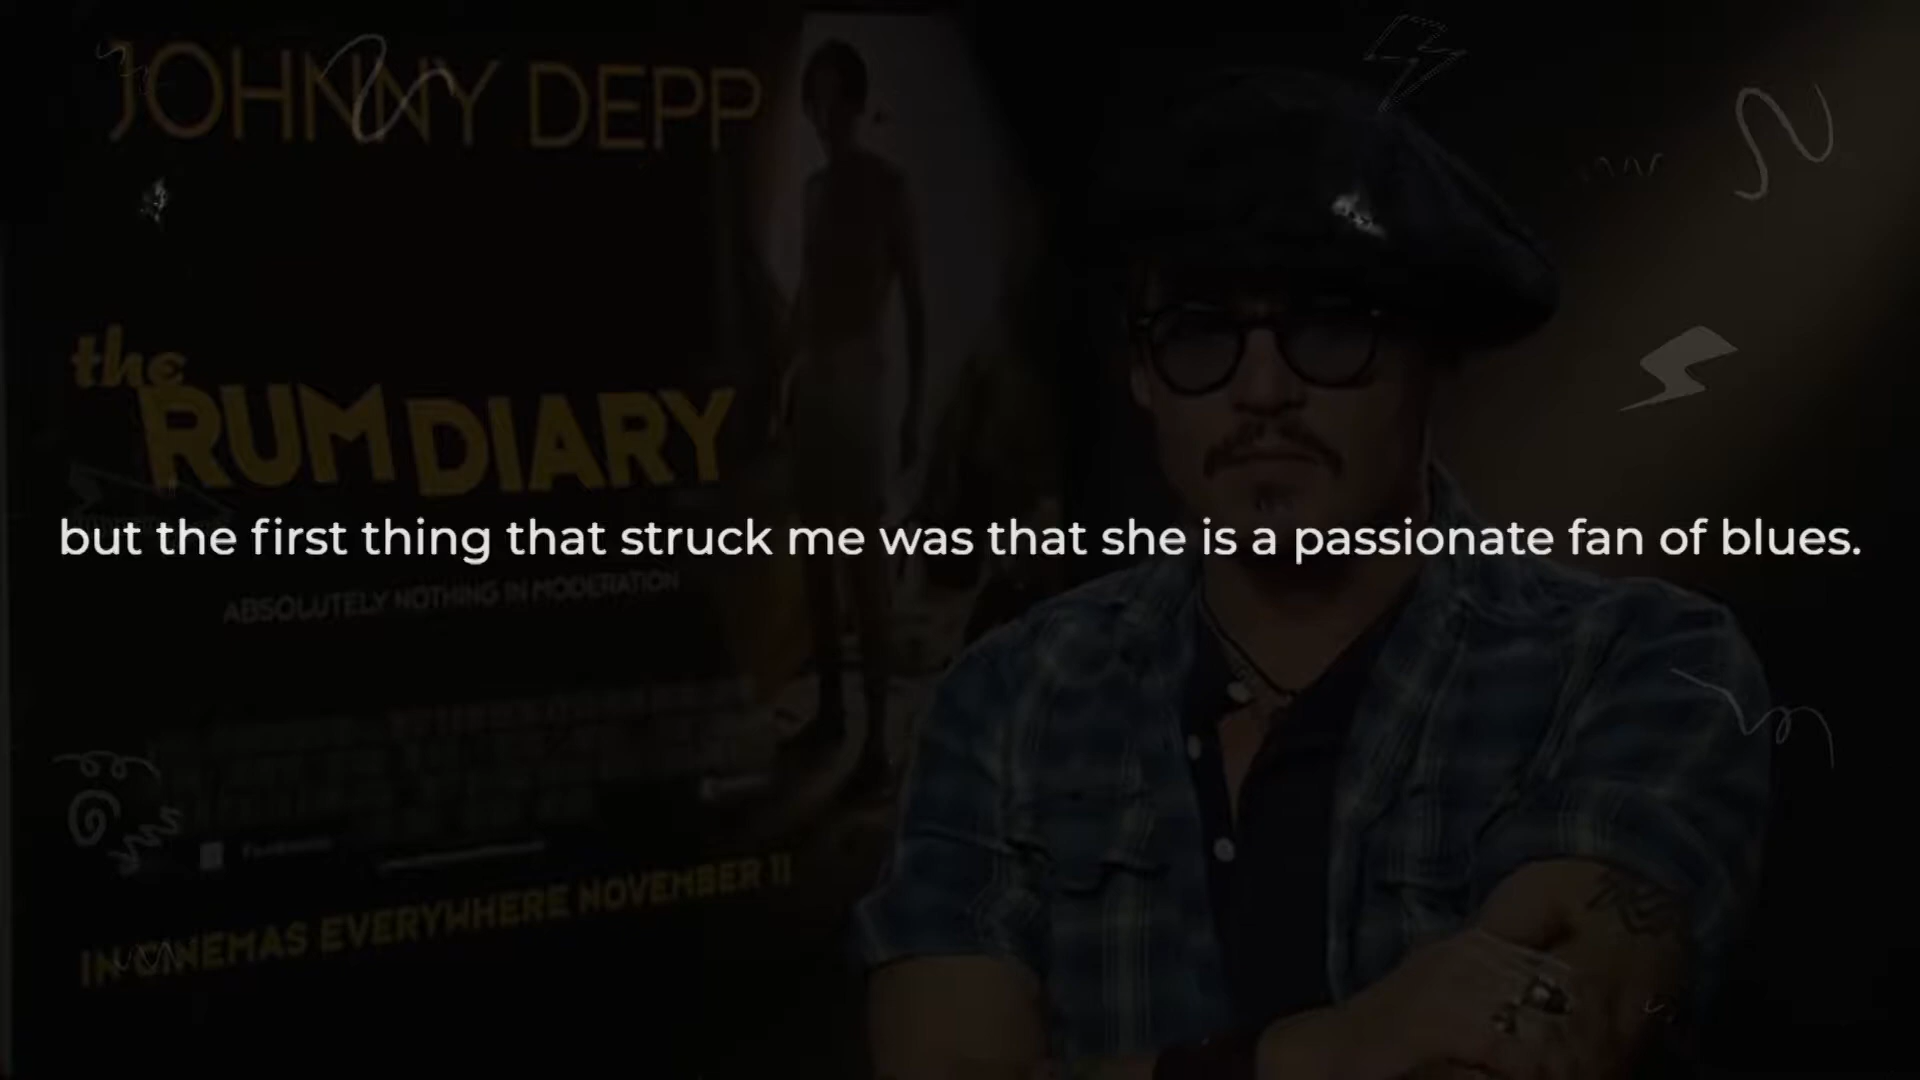 JOHNNY DEPP
the
RUM DIARY
but the first thing that struck me was that she is a passionate fan of blues.
ABSOLUTELY NOTHING IN MODERATION
IN CINEMAS EVERYWHERE NOVEMBER 11